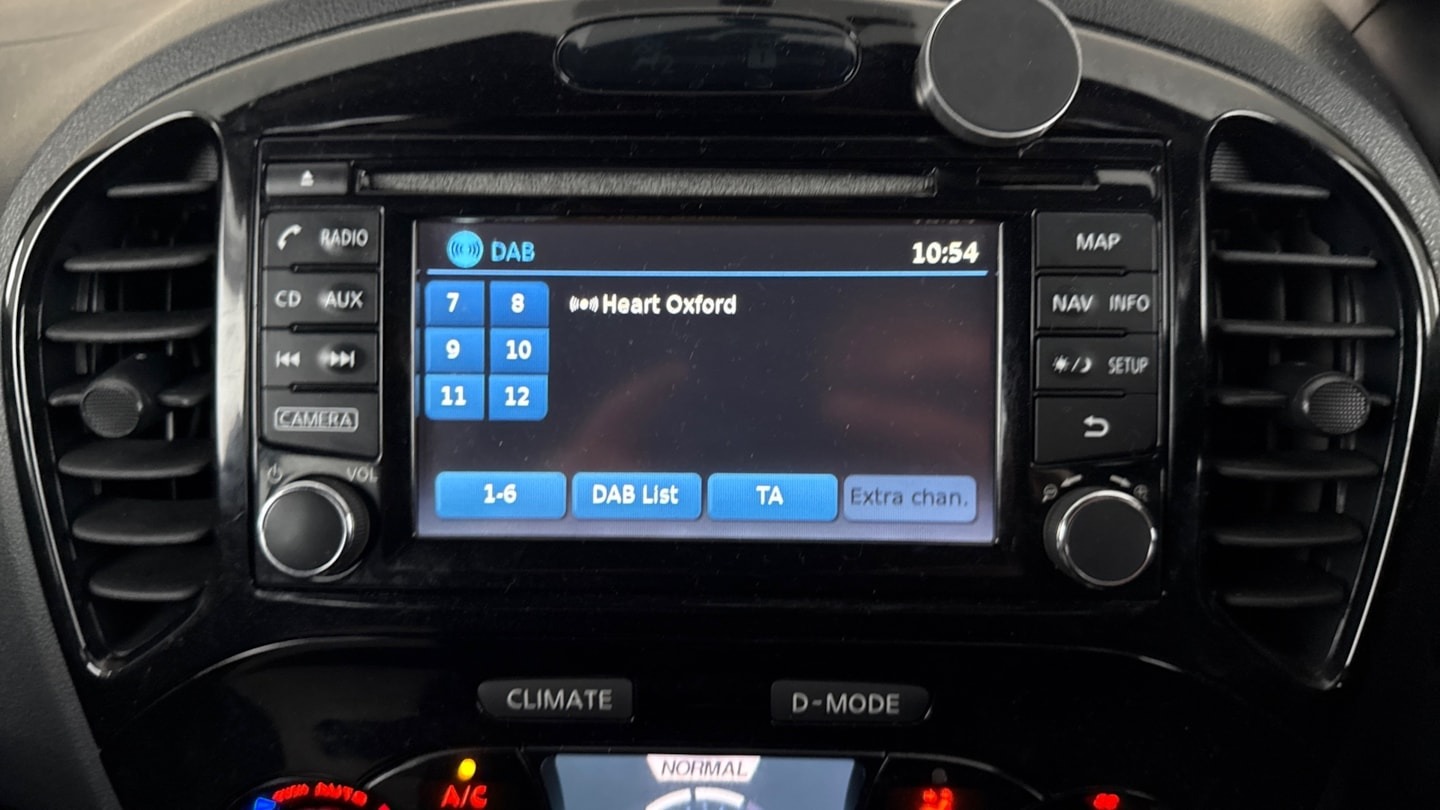 RADIO
CD AUX
CAMERA
VOL
DAB 10:54
7 8 Heart Oxford
9 10
11 12
1-6 DAB List TA Extra chan.
MAP
NAV INFO
SETUP
CLIMATE D-MODE
NORMAL
AUTO A/C